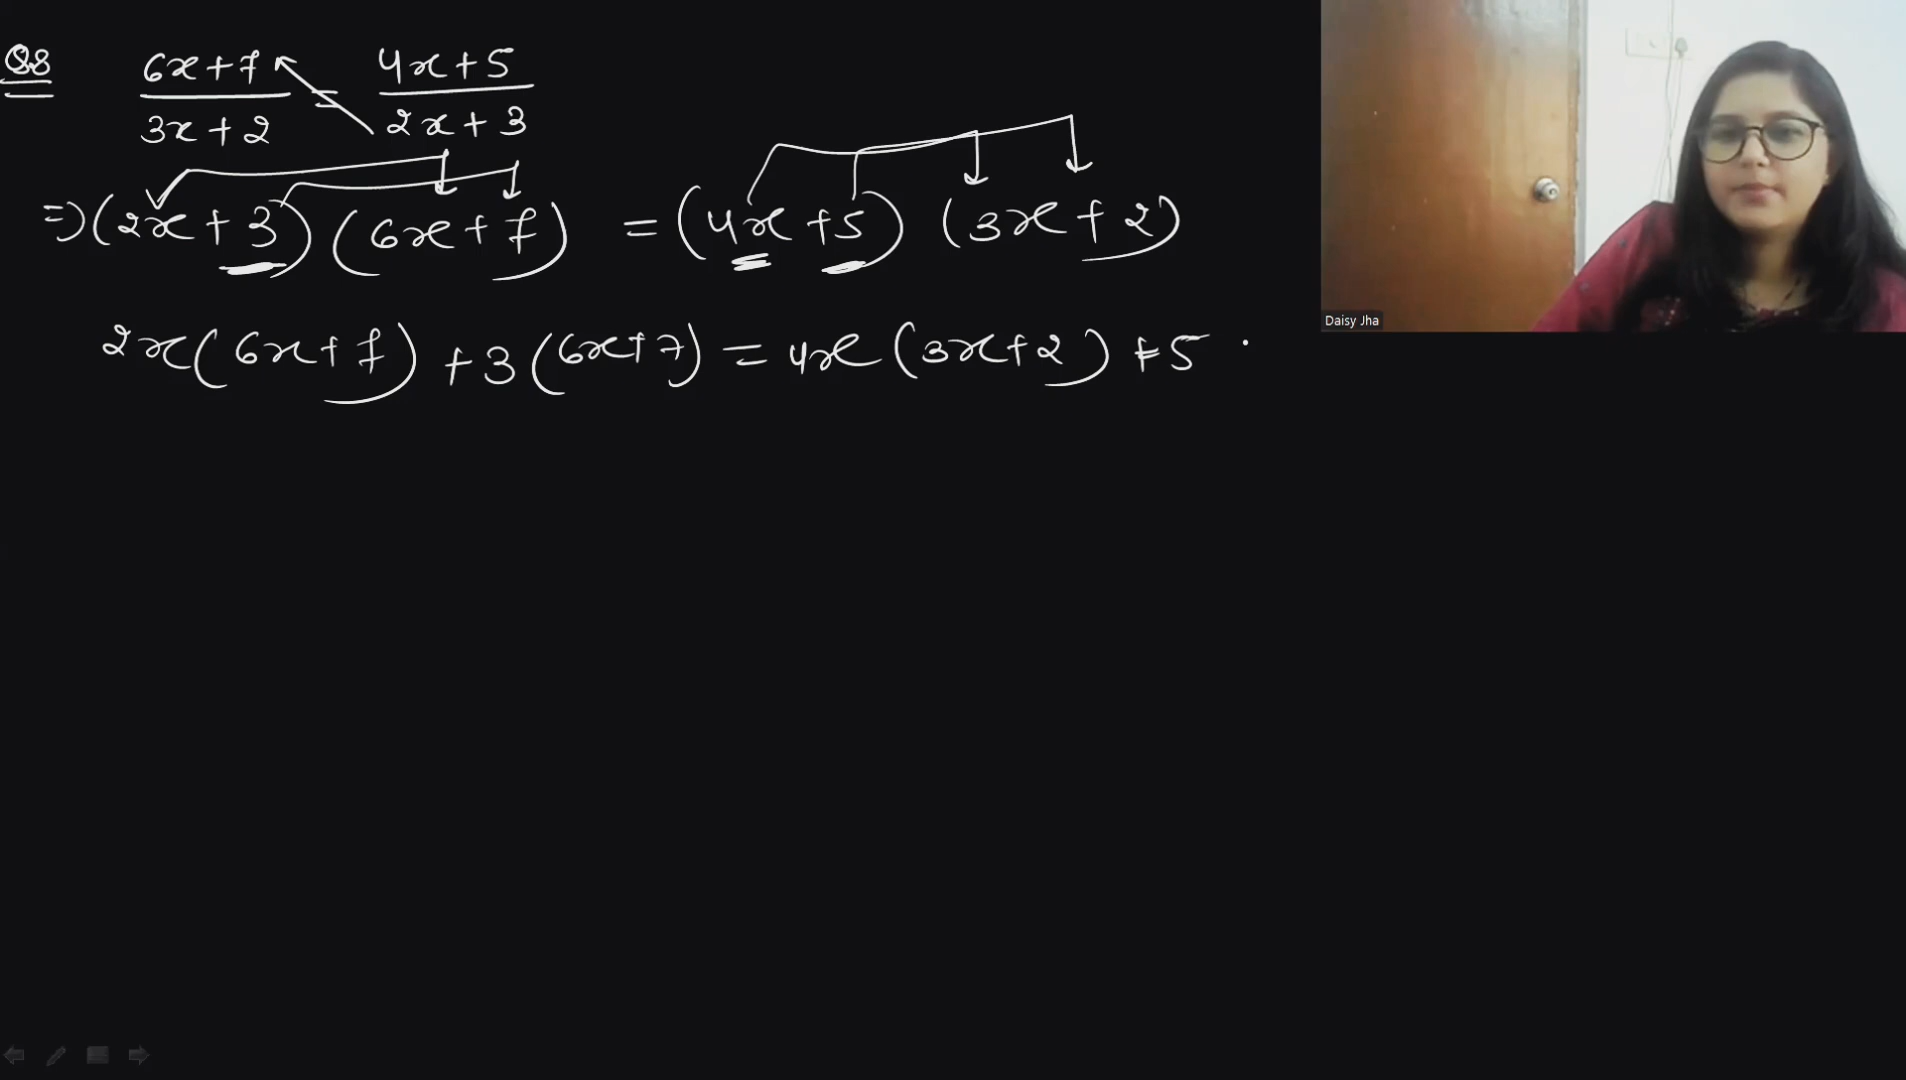 Q8 6x+7/3x+2 = 4x+5/2x+3
=) (2x+3) (6x+7) = (4x+5) (3x+2)
2x(6x+7) +3(6x+7) = 4x(3x+2) +5
Daisy Jha